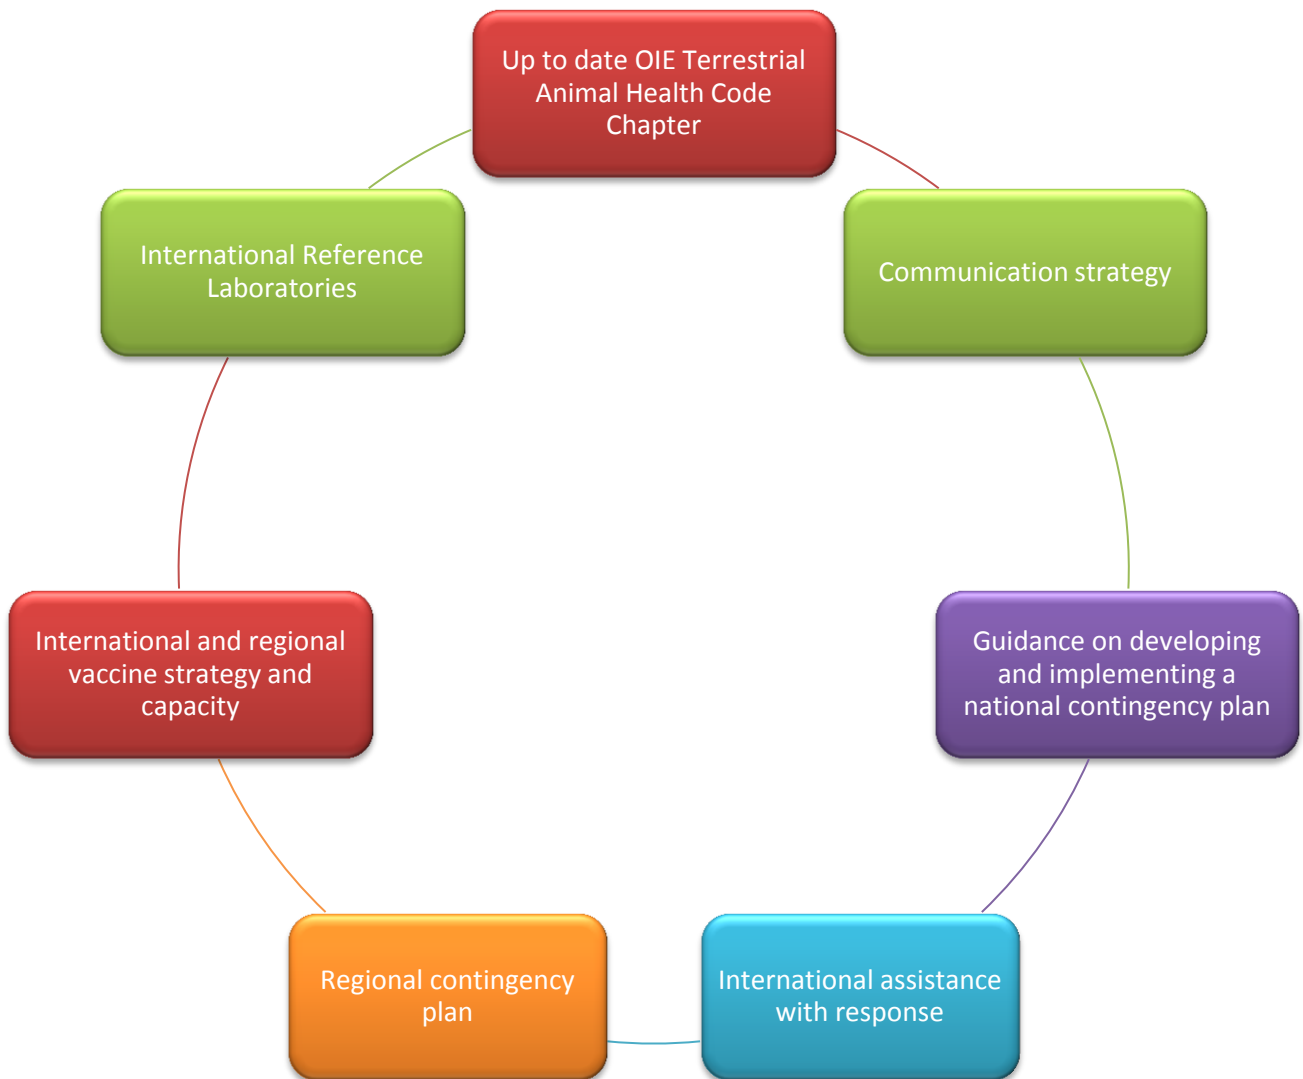 Up to date OIE Terrestrial
Animal Health Code
Chapter
International Reference
Laboratories
Communication strategy
International and regional
vaccine strategy and
capacity
Guidance on developing
and implementing a
national contingency plan
Regional contingency
plan
International assistance
with response